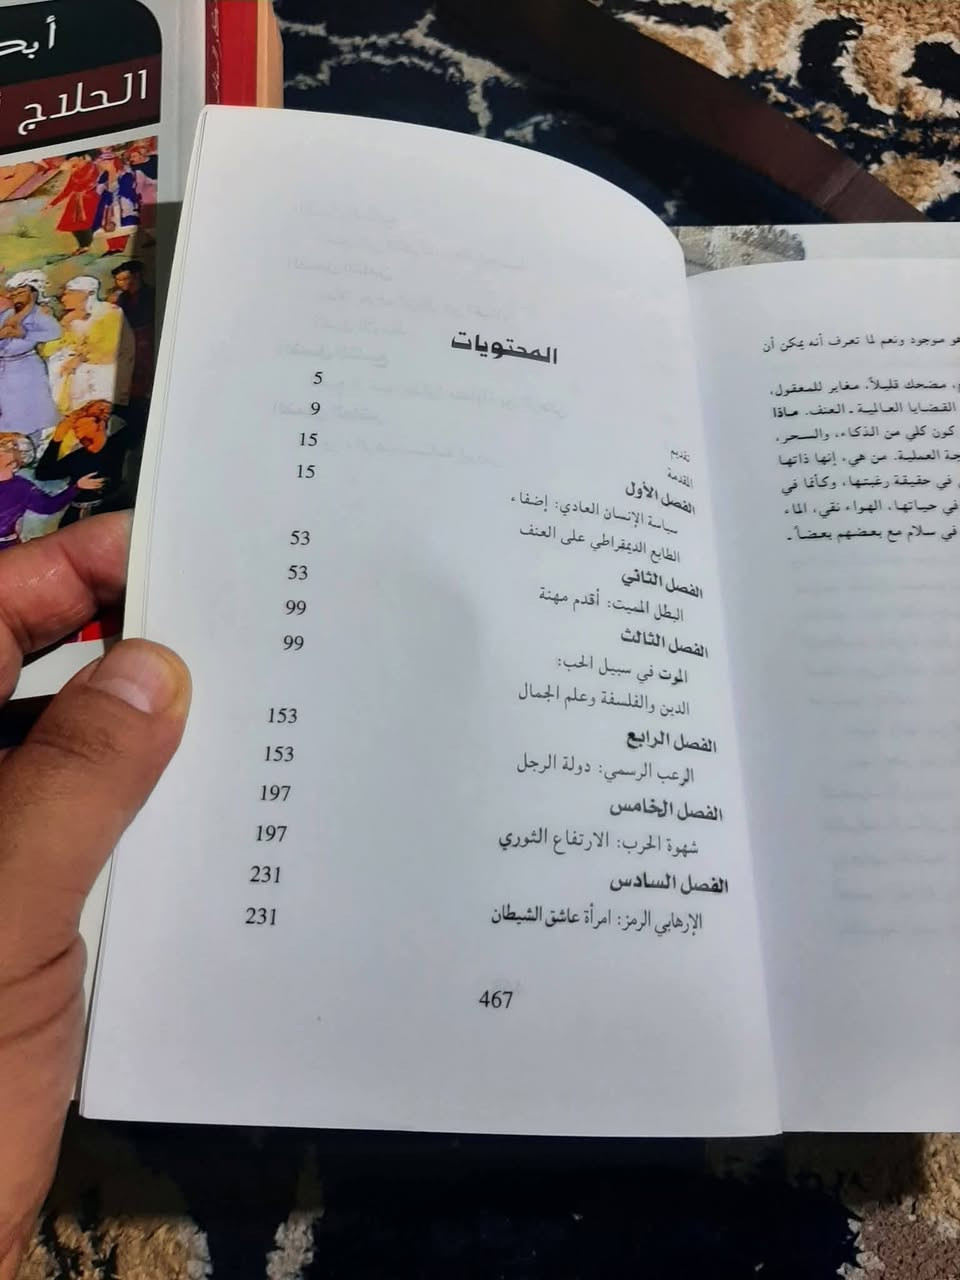 الحلاج
المحتويات
تقديم 5
المقدمة 9
الفصل الأول 15
سياسة الإنسان العادي: إضفاء
الطابع الديمقراطي على العنف 15
الفصل الثاني 53
البطل المميت: أقدم مهنة 53
الفصل الثالث 99
الموت في سبيل الحب:
الدين والفلسفة وعلم الجمال 99
الفصل الرابع 153
الرعب الرسمي: دولة الرجل 153
الفصل الخامس 197
شهوة الحرب: الارتفاع الثوري 197
الفصل السادس 231
الإرهابي الرمز: امرأة عاشق الشيطان 231
467
هو موجود ونعم لما تعرف أنه يمكن أن
مضحك قليلاً، مغاير للمعقول،
القضايا العالمية ـ العنف. ماذا
كون كلي من الذكاء، والسحر،
جة العملية. من هي، إنها ذاتها
في حقيقة رغبتها، وكأنما في
في حياتها، الهواء نقي، الماء
في سلام مع بعضهم بعضاً ـ